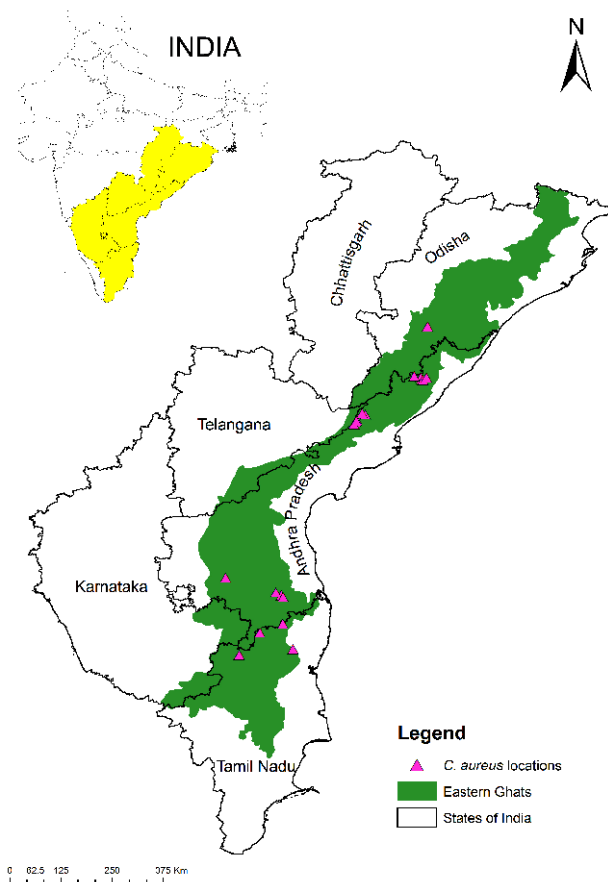 INDIA
N
Chhattisgarh
Odisha
Telangana
Andhra Pradesh
Karnataka
Tamil Nadu
Legend
C. aureus locations
Eastern Ghats
States of India
0 62.5 125 250 375 Km